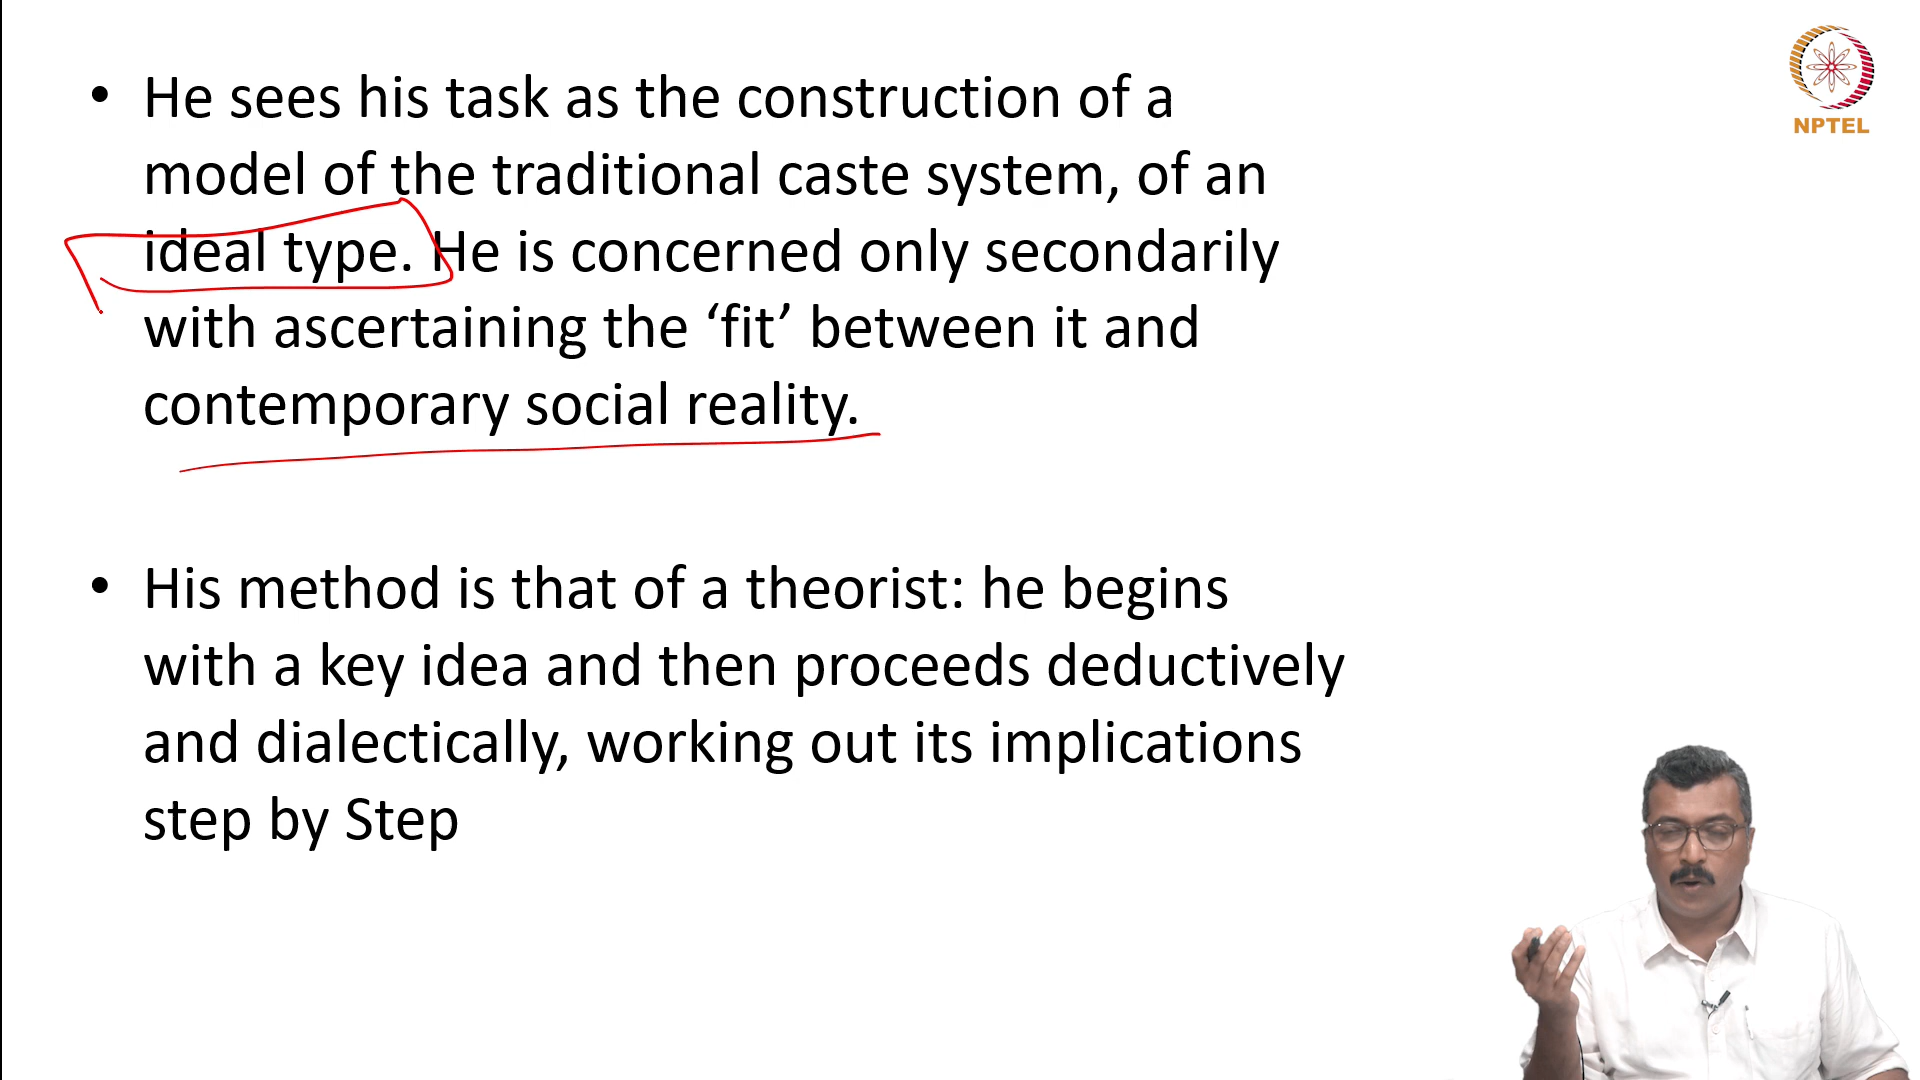 • He sees his task as the construction of a
model of the traditional caste system, of an
ideal type. He is concerned only secondarily
with ascertaining the ‘fit’ between it and
contemporary social reality.
• His method is that of a theorist: he begins
with a key idea and then proceeds deductively
and dialectically, working out its implications
step by Step
NPTEL